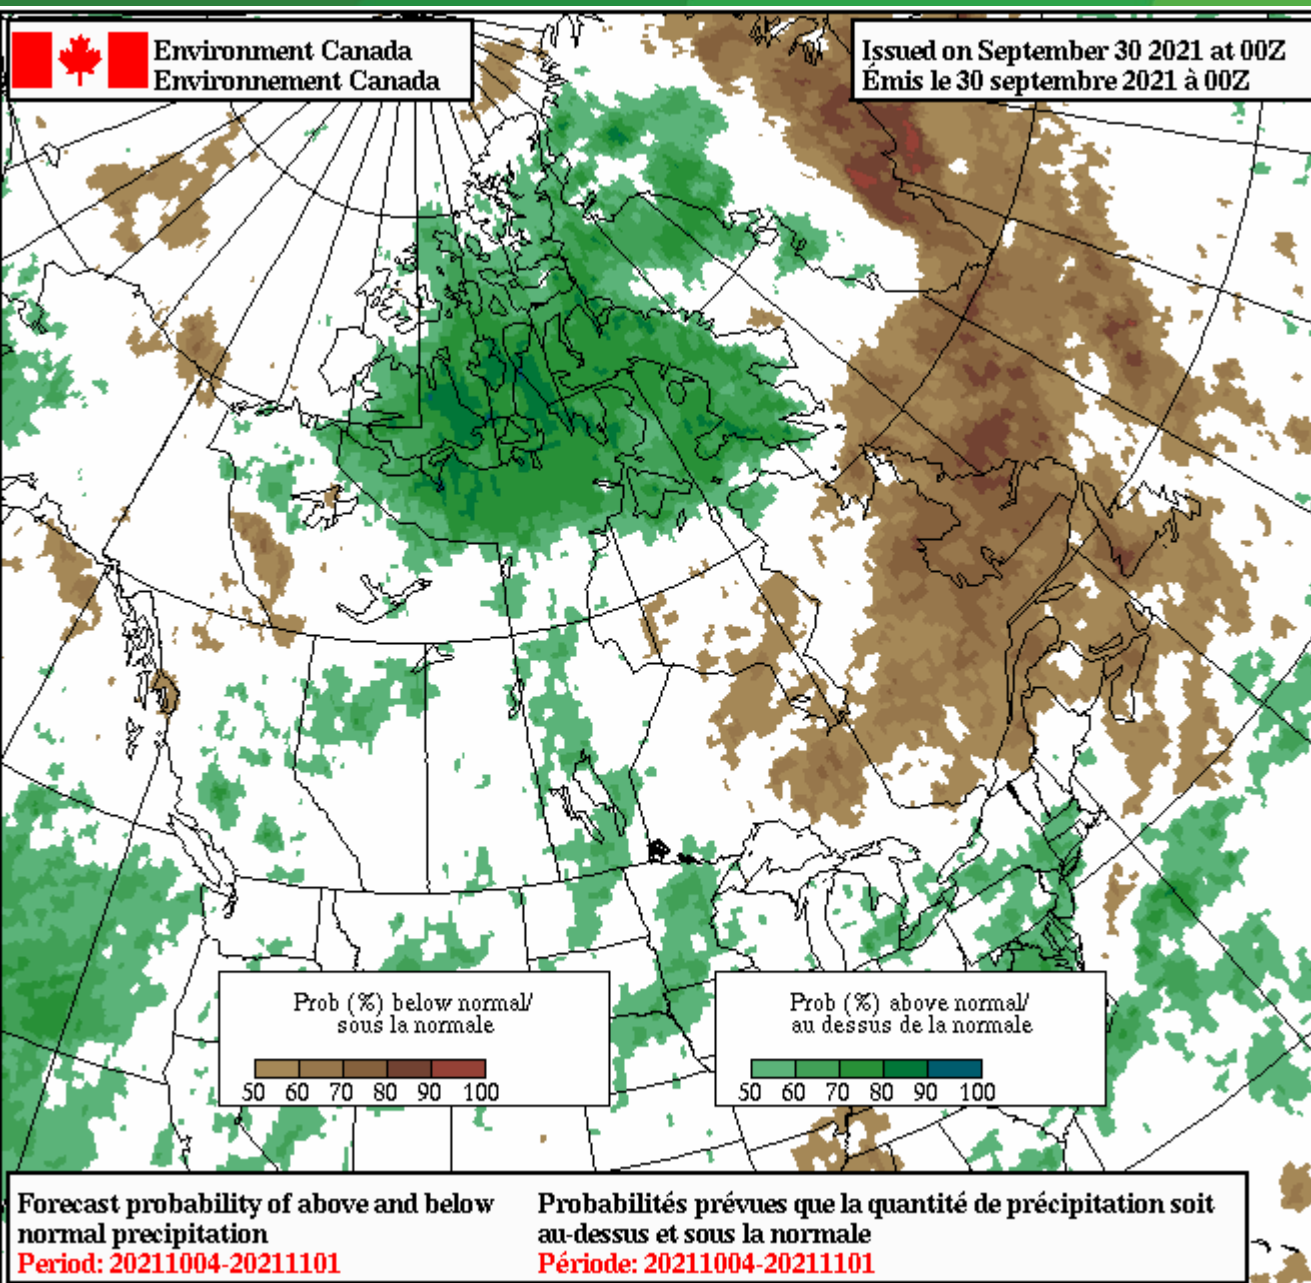 Environment Canada
Environnement Canada
Issued on September 30 2021 at 00Z
Émis le 30 septembre 2021 à 00Z
Prob (%) below normal/
sous la normale
50 60 70 80 90 100
Prob (%) above normal/
au dessus de la normale
50 60 70 80 90 100
Forecast probability of above and below
normal precipitation
Period: 20211004-20211101
Probabilités prévues que la quantité de précipitation soit
au-dessus et sous la normale
Période: 20211004-20211101